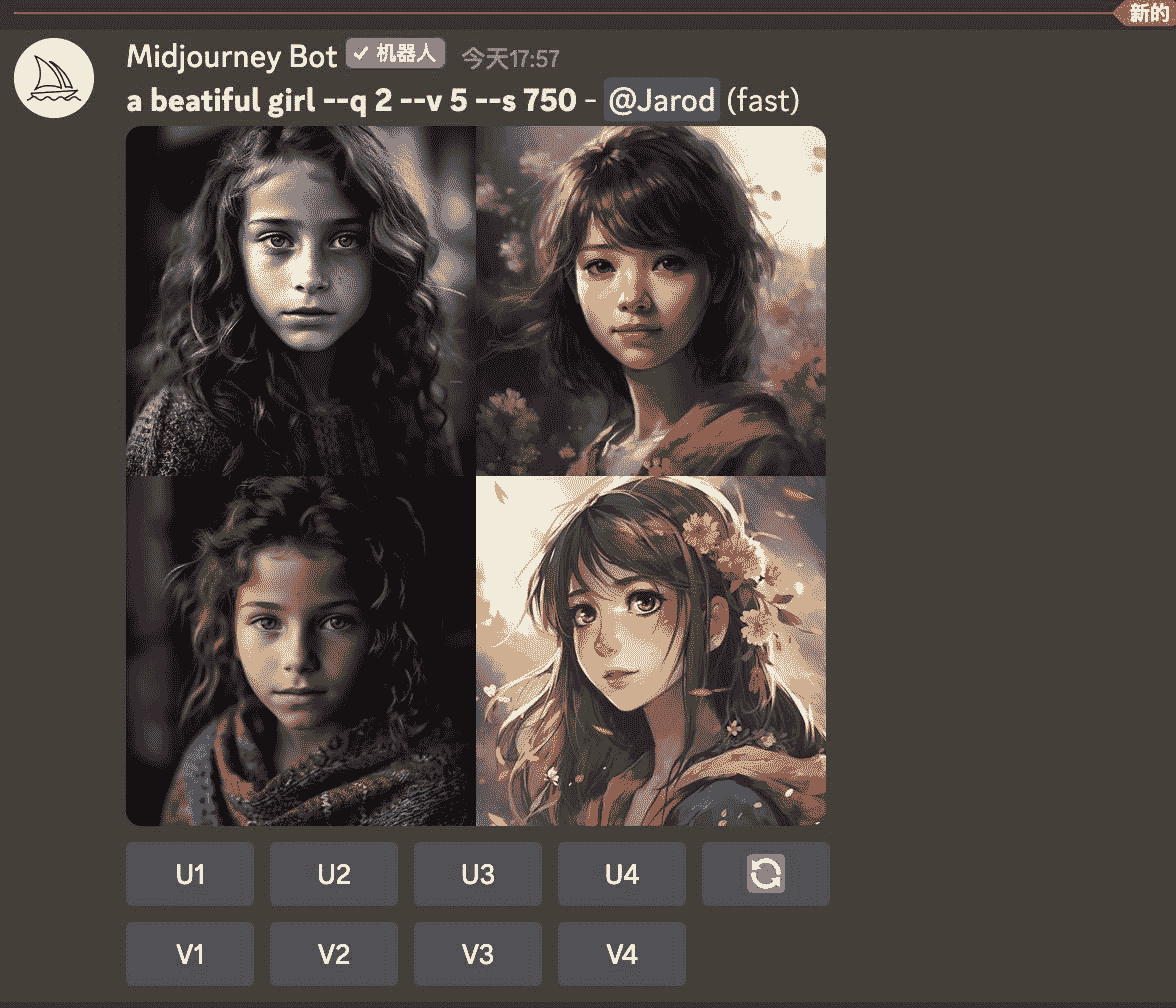 新的
Midjourney Bot ✓ 机器人 今天17:57
a beatiful girl --q 2 --v 5 --s 750 - @Jarod (fast)
U1 U2 U3 U4
V1 V2 V3 V4